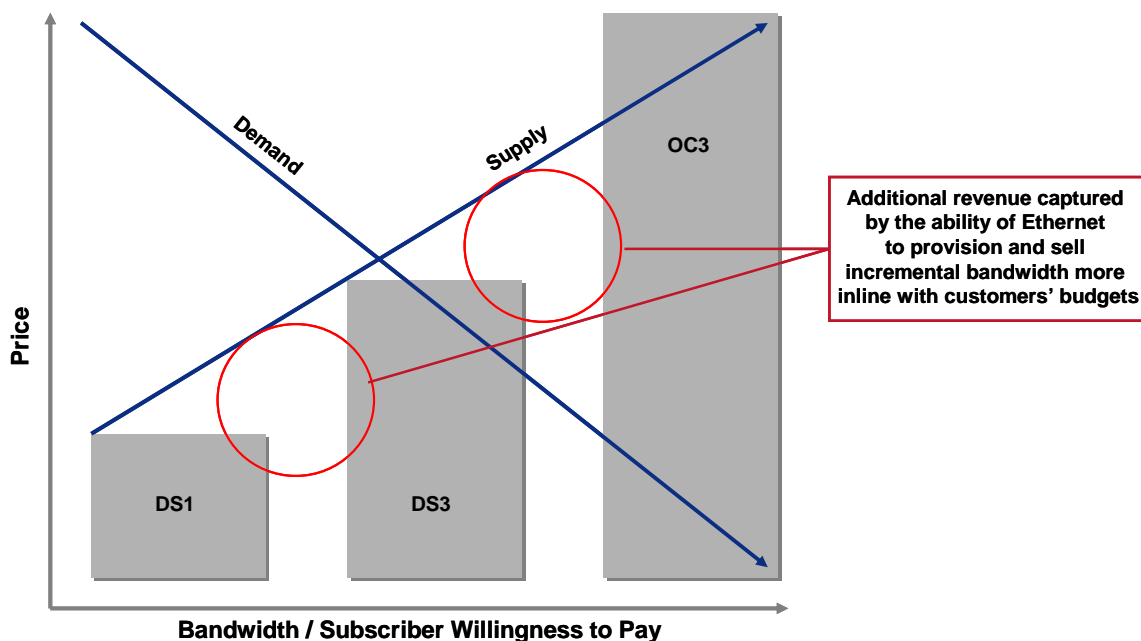 Demand
Supply
OC3
Additional revenue captured
by the ability of Ethernet
to provision and sell
incremental bandwidth more
inline with customers' budgets
DS1
DS3
Price
Bandwidth / Subscriber Willingness to Pay